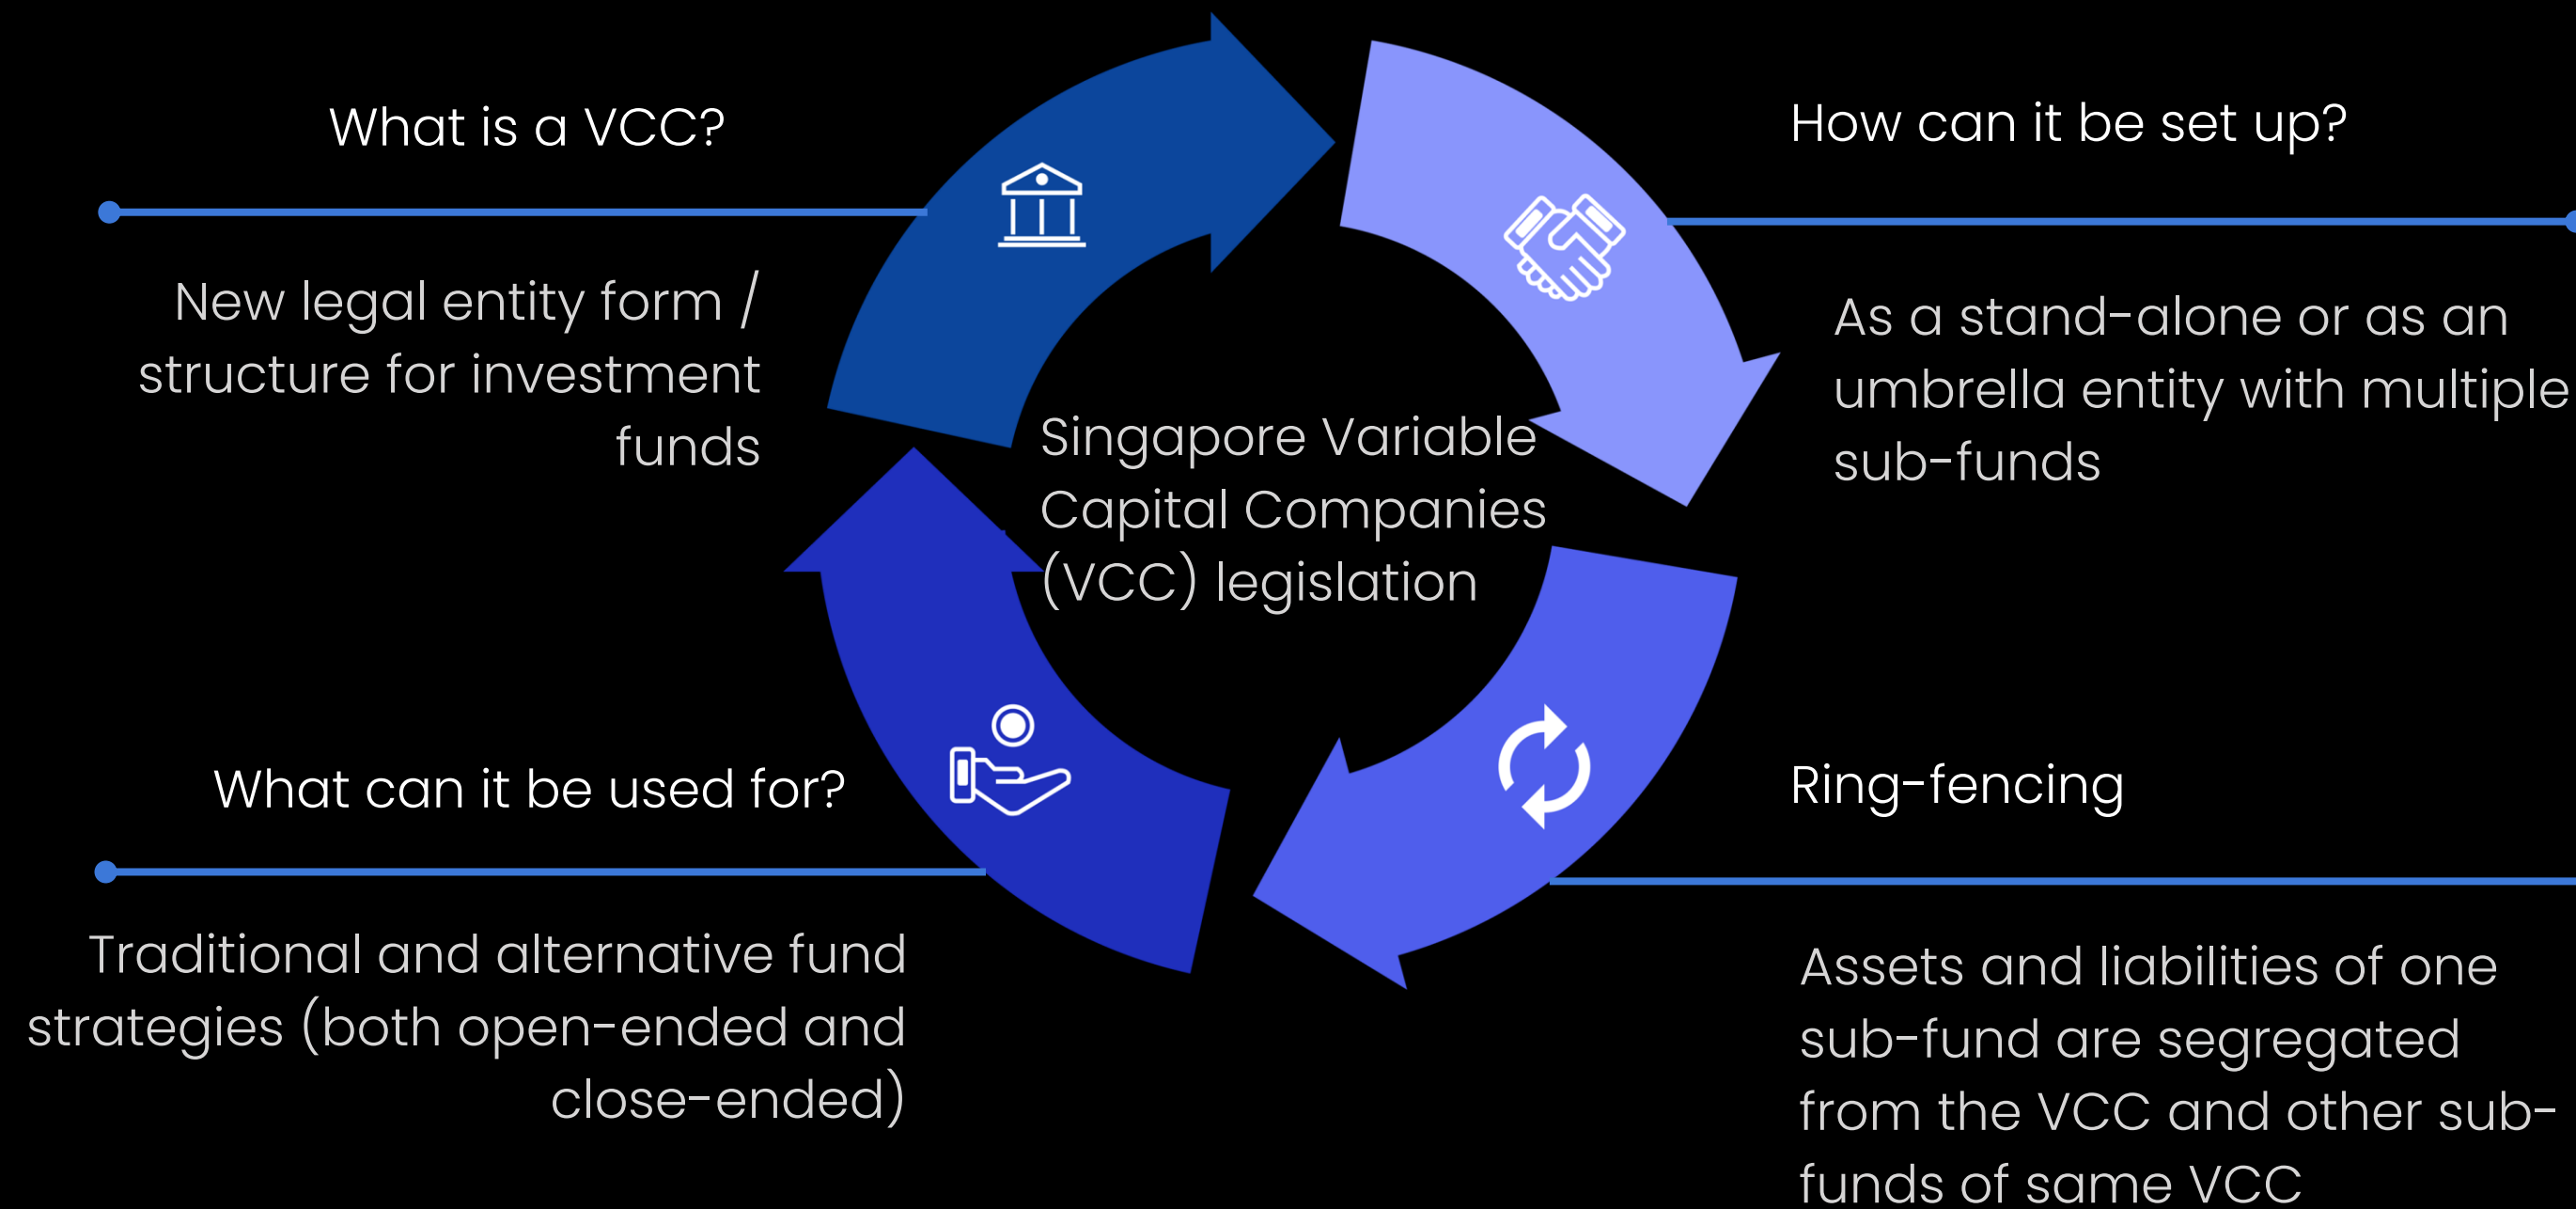 What is a VCC?
New legal entity form /
structure for investment
funds
How can it be set up?
As a stand-alone or as an
umbrella entity with multiple
sub-funds
Singapore Variable
Capital Companies
(VCC) legislation
What can it be used for?
Traditional and alternative fund
strategies (both open-ended and
close-ended)
Ring-fencing
Assets and liabilities of one
sub-fund are segregated
from the VCC and other sub-
funds of same VCC